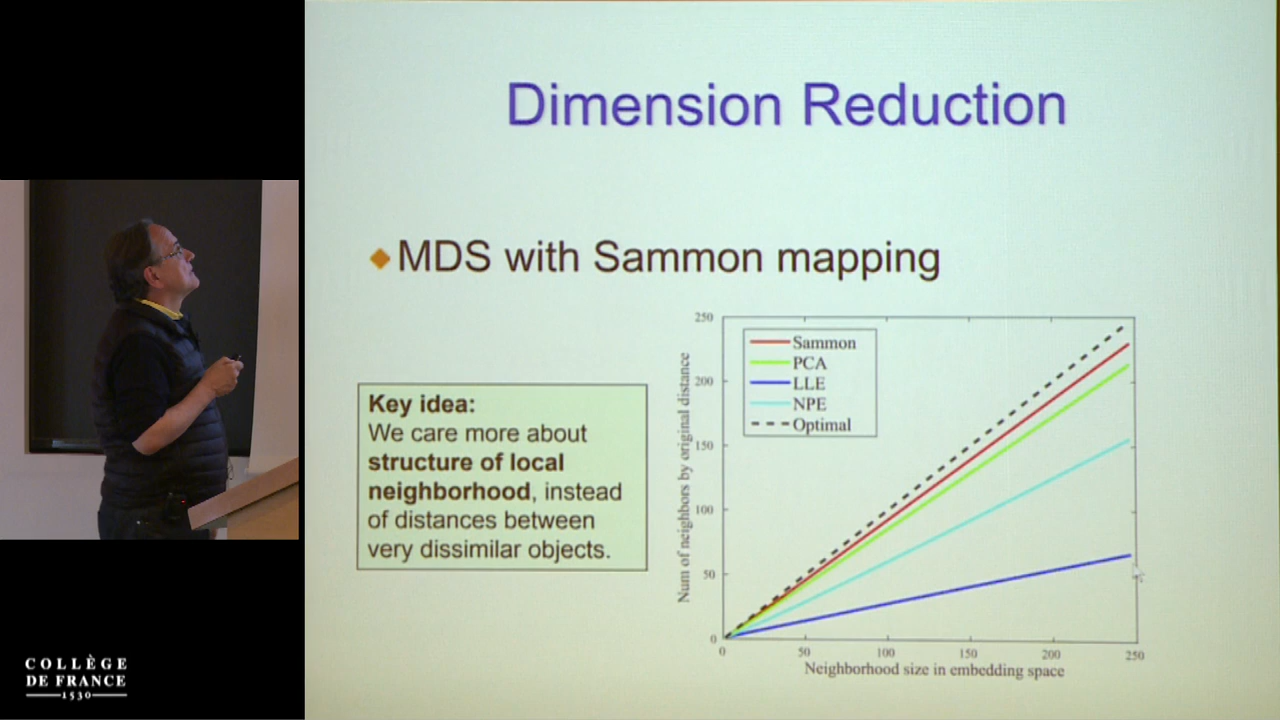 Dimension Reduction
MDS with Sammon mapping
Key idea:
We care more about
structure of local
neighborhood, instead
of distances between
very dissimilar objects.
Sammon
PCA
LLE
NPE
Optimal
Num of neighbors by original distance
250
200
150
100
50
0
0 50 100 150 200 250
Neighborhood size in embedding space
COLLÈGE
DE FRANCE
1530